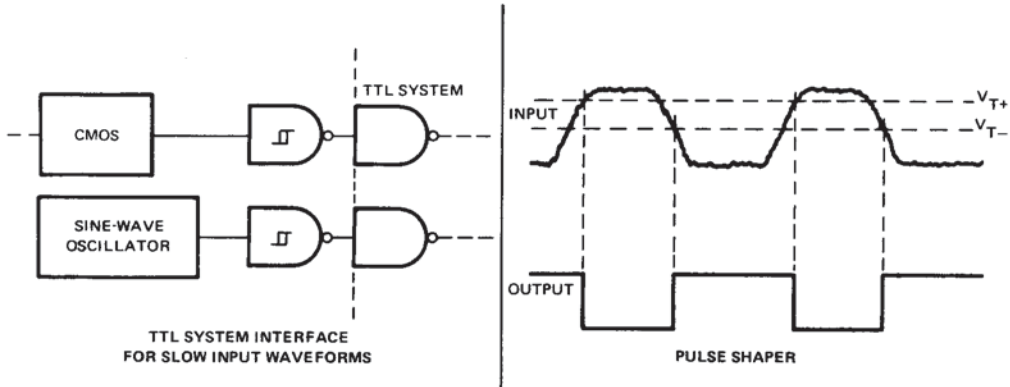 TTL SYSTEM
CMOS
SINE-WAVE
OSCILLATOR
TTL SYSTEM INTERFACE
FOR SLOW INPUT WAVEFORMS
INPUT
VT+
VT−
OUTPUT
PULSE SHAPER